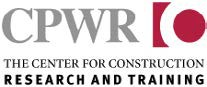 CPWR
THE CENTER FOR CONSTRUCTION
RESEARCH AND TRAINING